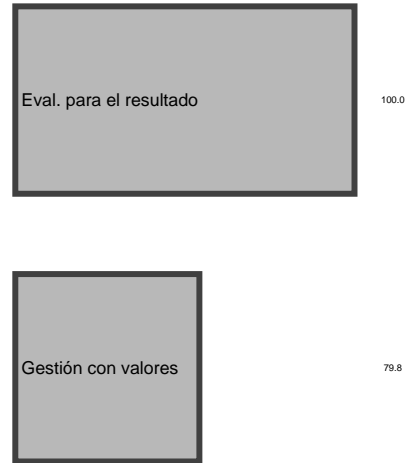 Eval. para el resultado 100.0
Gestión con valores 79.8